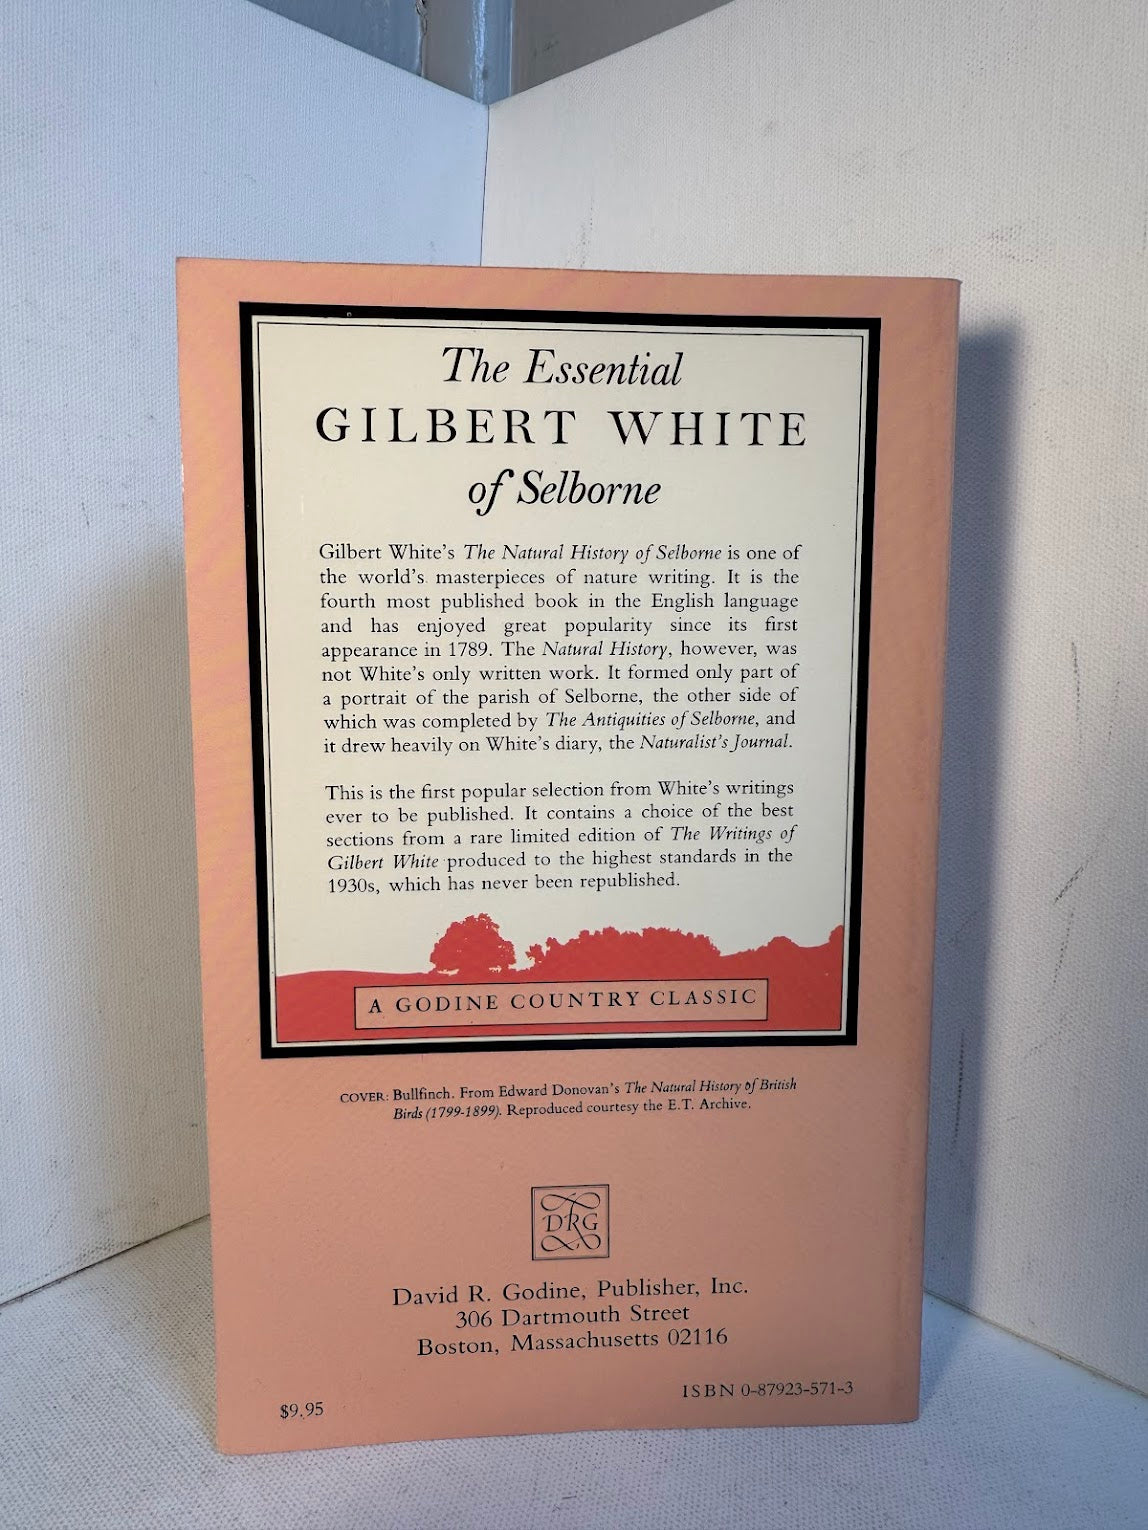 The Essential
GILBERT WHITE
of Selborne
Gilbert White's The Natural History of Selborne is one of
the world's masterpieces of nature writing. It is the
fourth most published book in the English language
and has enjoyed great popularity since its first
appearance in 1789. The Natural History, however, was
not White's only written work. It formed only part of
a portrait of the parish of Selborne, the other side of
which was completed by The Antiquities of Selborne, and
it drew heavily on White's diary, the Naturalist's Journal.
This is the first popular selection from White's writings
ever to be published. It contains a choice of the best
sections from a rare limited edition of The Writings of
Gilbert White produced to the highest standards in the
1930s, which has never been republished.
A GODINE COUNTRY CLASSIC
COVER: Bullfinch. From Edward Donovan's The Natural History of British
Birds (1799-1899). Reproduced courtesy the E.T. Archive.
DRG
David R. Godine, Publisher, Inc.
306 Dartmouth Street
Boston, Massachusetts 02116
ISBN 0-87923-571-3
$9.95